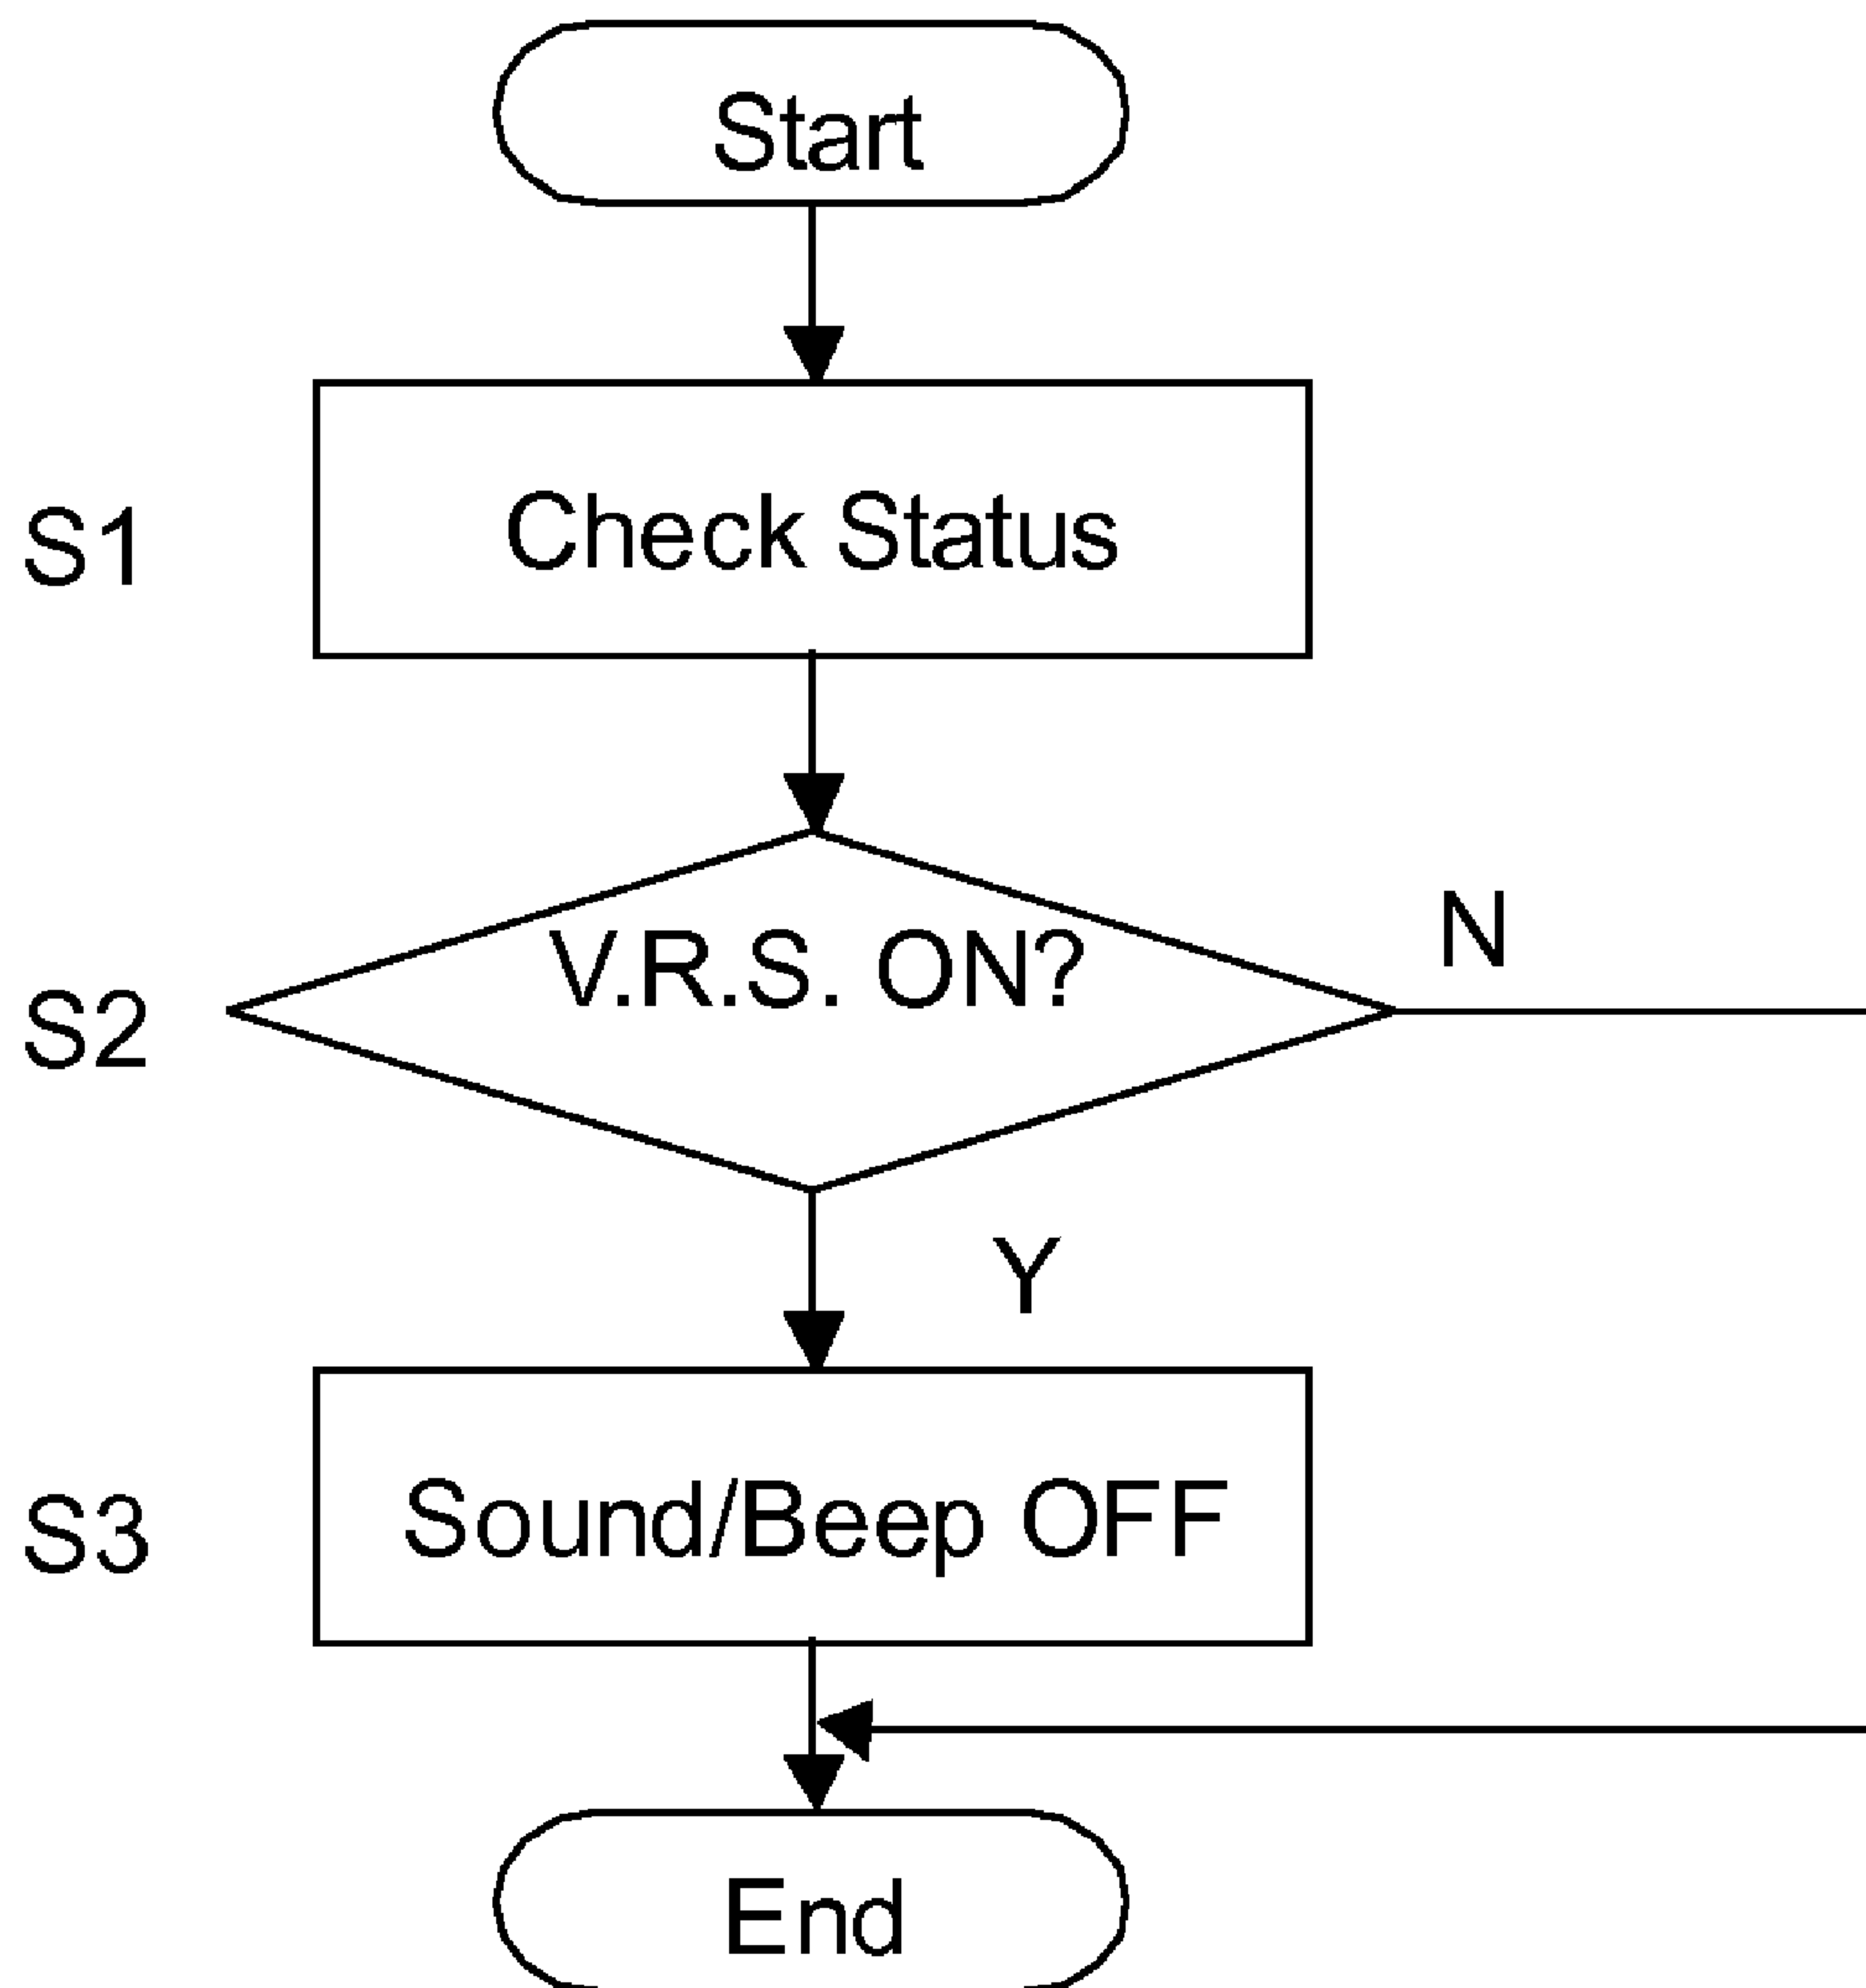 Start
S1
Check Status
S2
V.R.S. ON?
N
Y
S3
Sound/Beep OFF
End